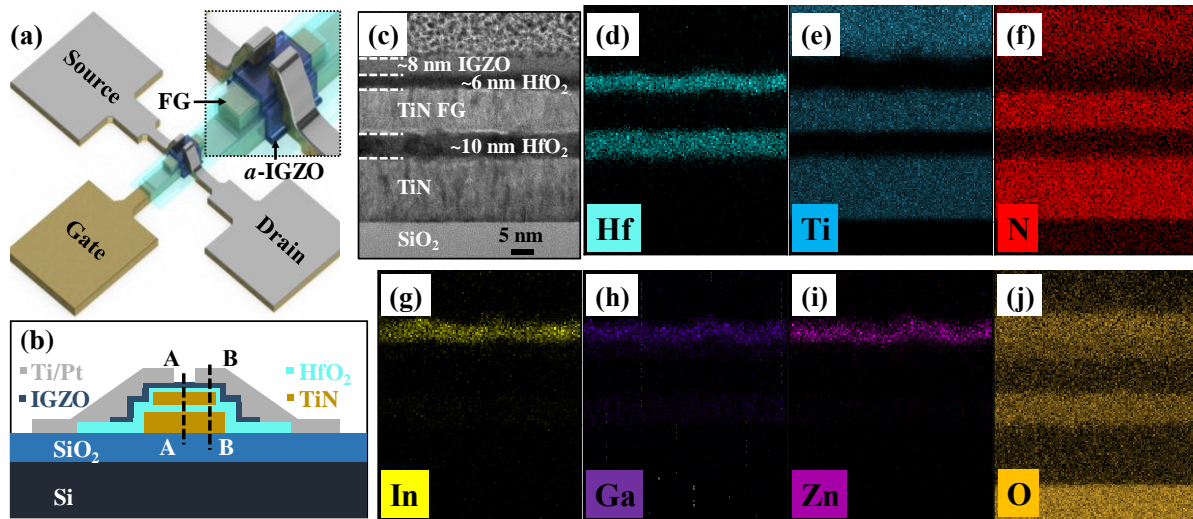 (a)
Source
FG
a-IGZO
Gate
Drain
(b)
A
B
Ti/Pt
HfO₂
IGZO
TiN
A
B
SiO₂
Si
(c)
~8 nm IGZO
~6 nm HfO₂
TiN FG
~10 nm HfO₂
TiN
SiO₂
5 nm
(d)
Hf
(e)
Ti
(f)
N
(g)
In
(h)
Ga
(i)
Zn
(j)
O